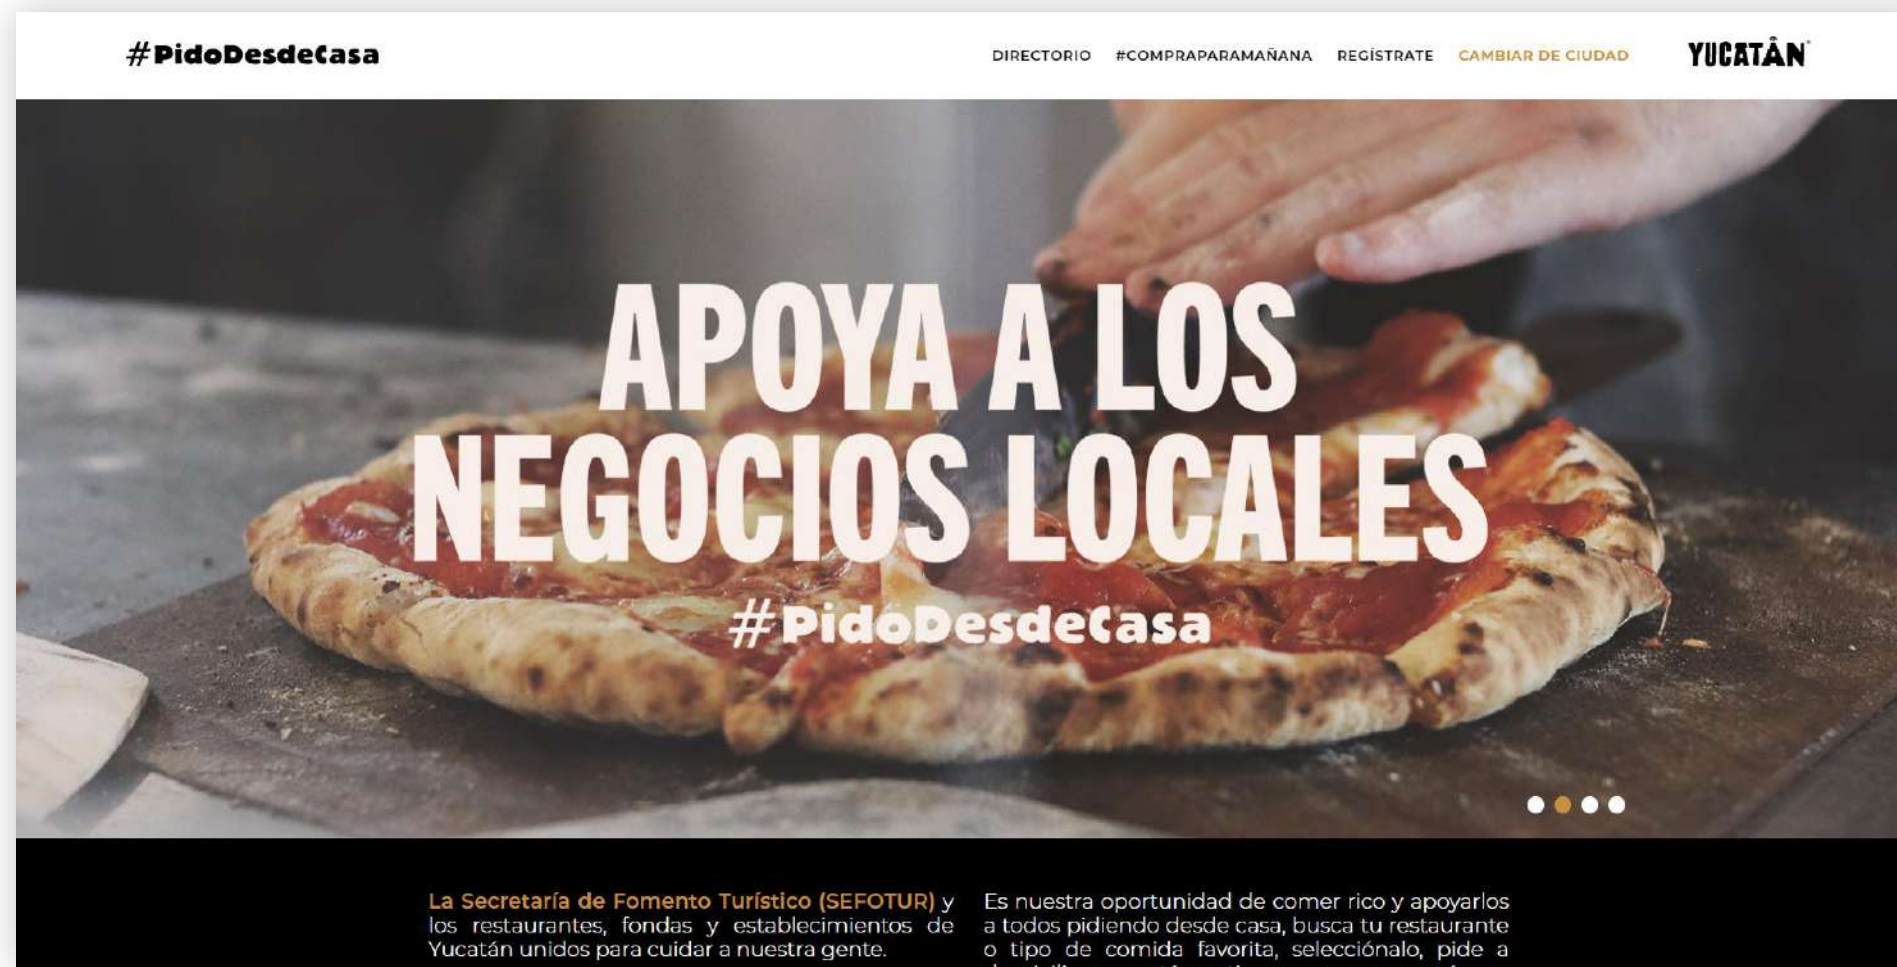 #PidoDesdeCasa
DIRECTORIO #COMPRAPARAMAÑANA REGÍSTRATE CAMBIAR DE CIUDAD YUCATÁN
APOYA A LOS
NEGOCIOS LOCALES
#PidoDesdeCasa
La Secretaría de Fomento Turístico (SEFOTUR) y
los restaurantes, fondas y establecimientos de
Yucatán unidos para cuidar a nuestra gente.
Es nuestra oportunidad de comer rico y apoyarlos
a todos pidiendo desde casa, busca tu restaurante
o tipo de comida favorita, selecciónalo, pide a